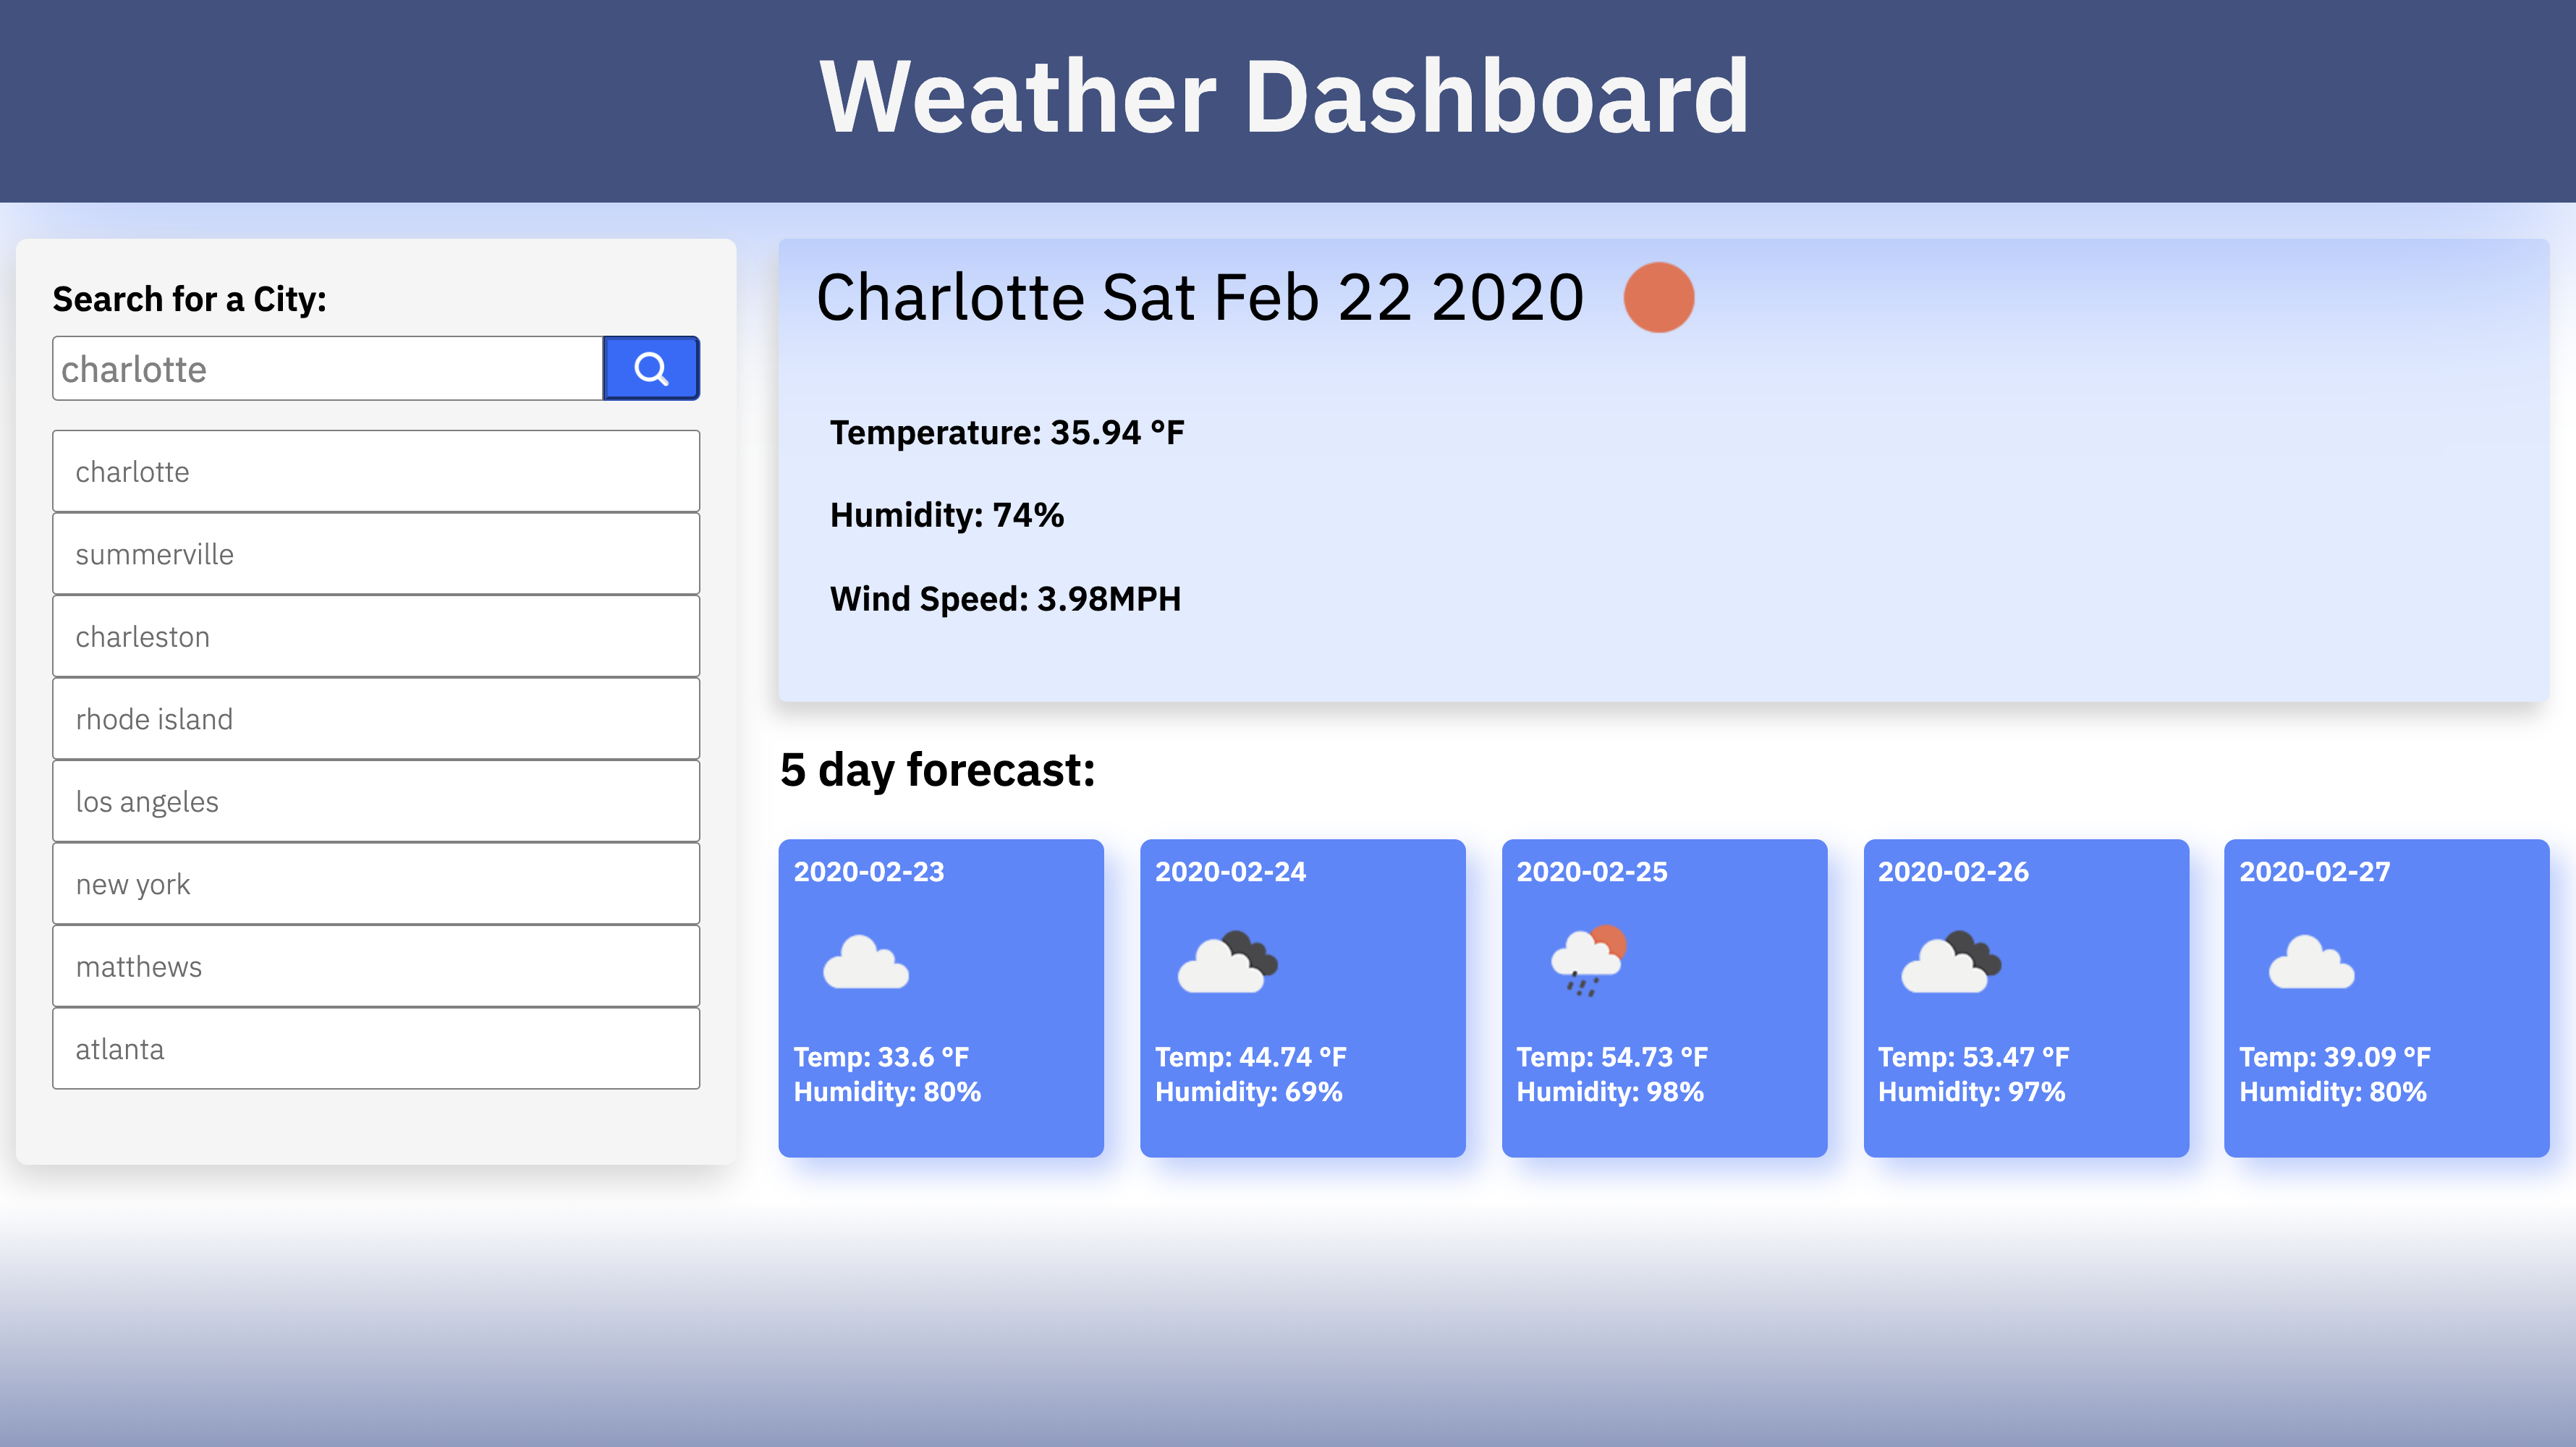 Weather Dashboard
Search for a City:
charlotte
charlotte
summerville
charleston
rhode island
los angeles
new york
matthews
atlanta
Charlotte Sat Feb 22 2020
Temperature: 35.94 °F
Humidity: 74%
Wind Speed: 3.98MPH
5 day forecast:
2020-02-23
Temp: 33.6 °F
Humidity: 80%
2020-02-24
Temp: 44.74 °F
Humidity: 69%
2020-02-25
Temp: 54.73 °F
Humidity: 98%
2020-02-26
Temp: 53.47 °F
Humidity: 97%
2020-02-27
Temp: 39.09 °F
Humidity: 80%